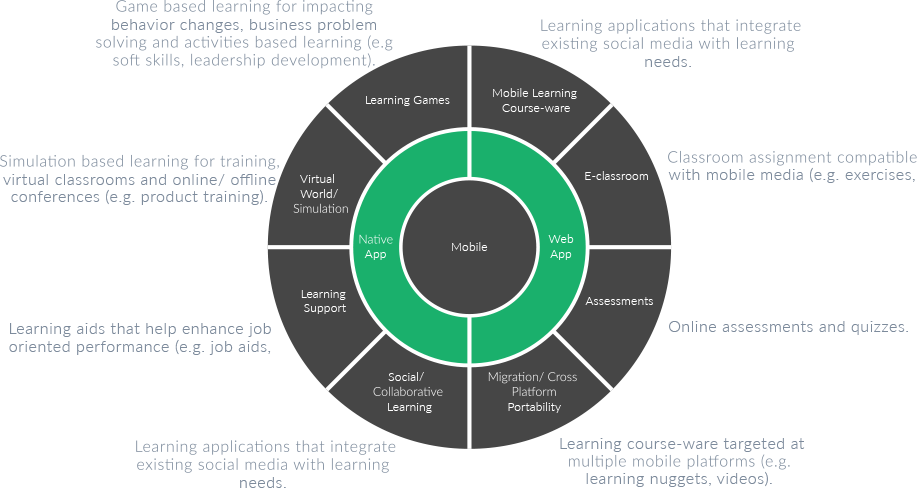 Game based learning for impacting
behavior changes, business problem
solving and activities based learning (e.g
soft skills, leadership development).
Learning applications that integrate
existing social media with learning
needs.
Learning Games
Mobile Learning
Course-ware
Simulation based learning for training,
virtual classrooms and online/ offline
conferences (e.g. product training).
Virtual
World/
Simulation
E-classroom
Classroom assignment compatible
with mobile media (e.g. exercises,
Native
App
Mobile
Web
App
Learning
Support
Assessments
Learning aids that help enhance job
oriented performance (e.g. job aids,
Online assessments and quizzes.
Social/
Collaborative
Learning
Migration/ Cross
Platform
Portability
Learning applications that integrate
existing social media with learning
needs.
Learning course-ware targeted at
multiple mobile platforms (e.g.
learning nuggets, videos).